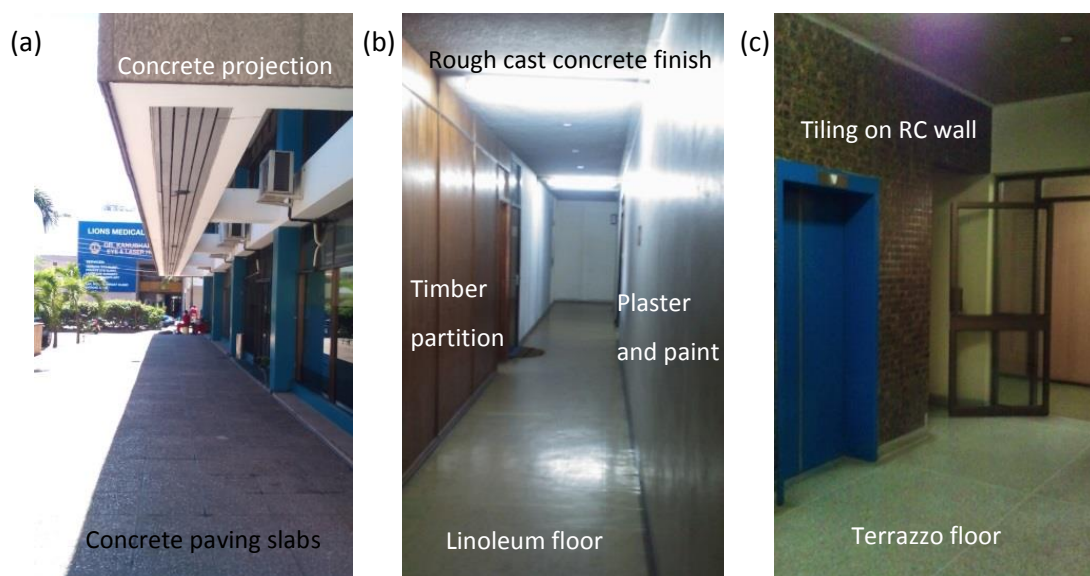 (a)
Concrete projection
LIONS MEDICAL
Concrete paving slabs
(b)
Rough cast concrete finish
Timber
partition
Plaster
and paint
Linoleum floor
(c)
Tiling on RC wall
Terrazzo floor